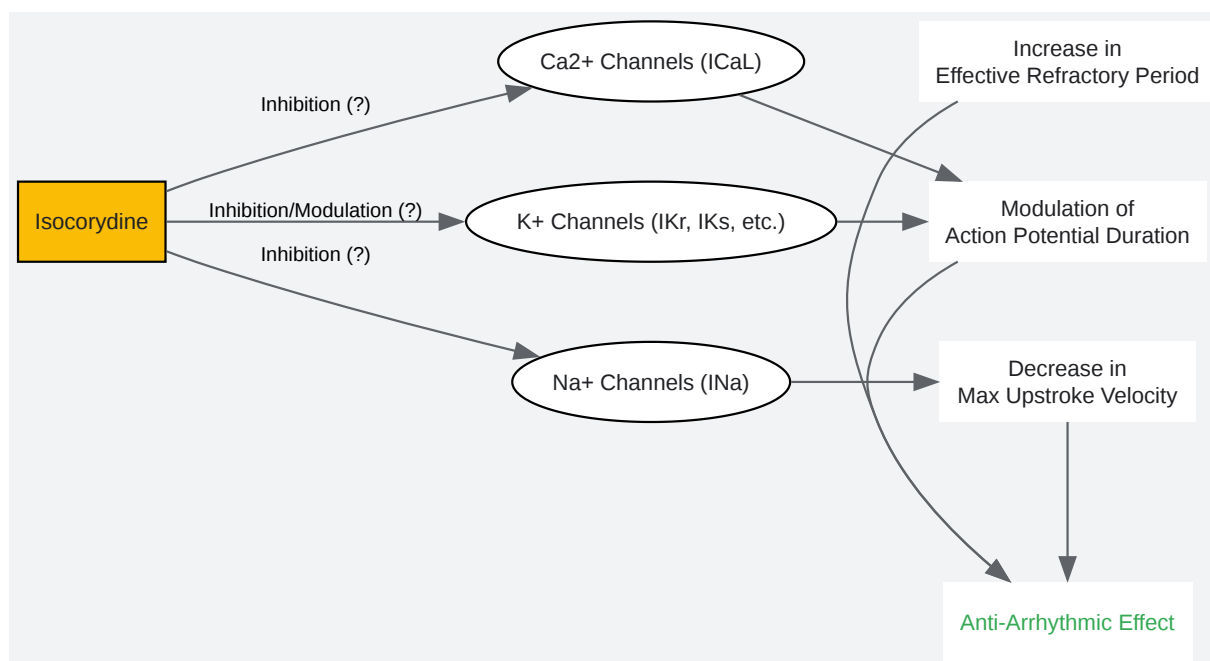 Ca2+ Channels (ICaL)
Increase in
Effective Refractory Period
Inhibition (?)
Isocorydine
Inhibition/Modulation (?)
K+ Channels (IKr, IKs, etc.)
Modulation of
Action Potential Duration
Inhibition (?)
Na+ Channels (INa)
Decrease in
Max Upstroke Velocity
Anti-Arrhythmic Effect